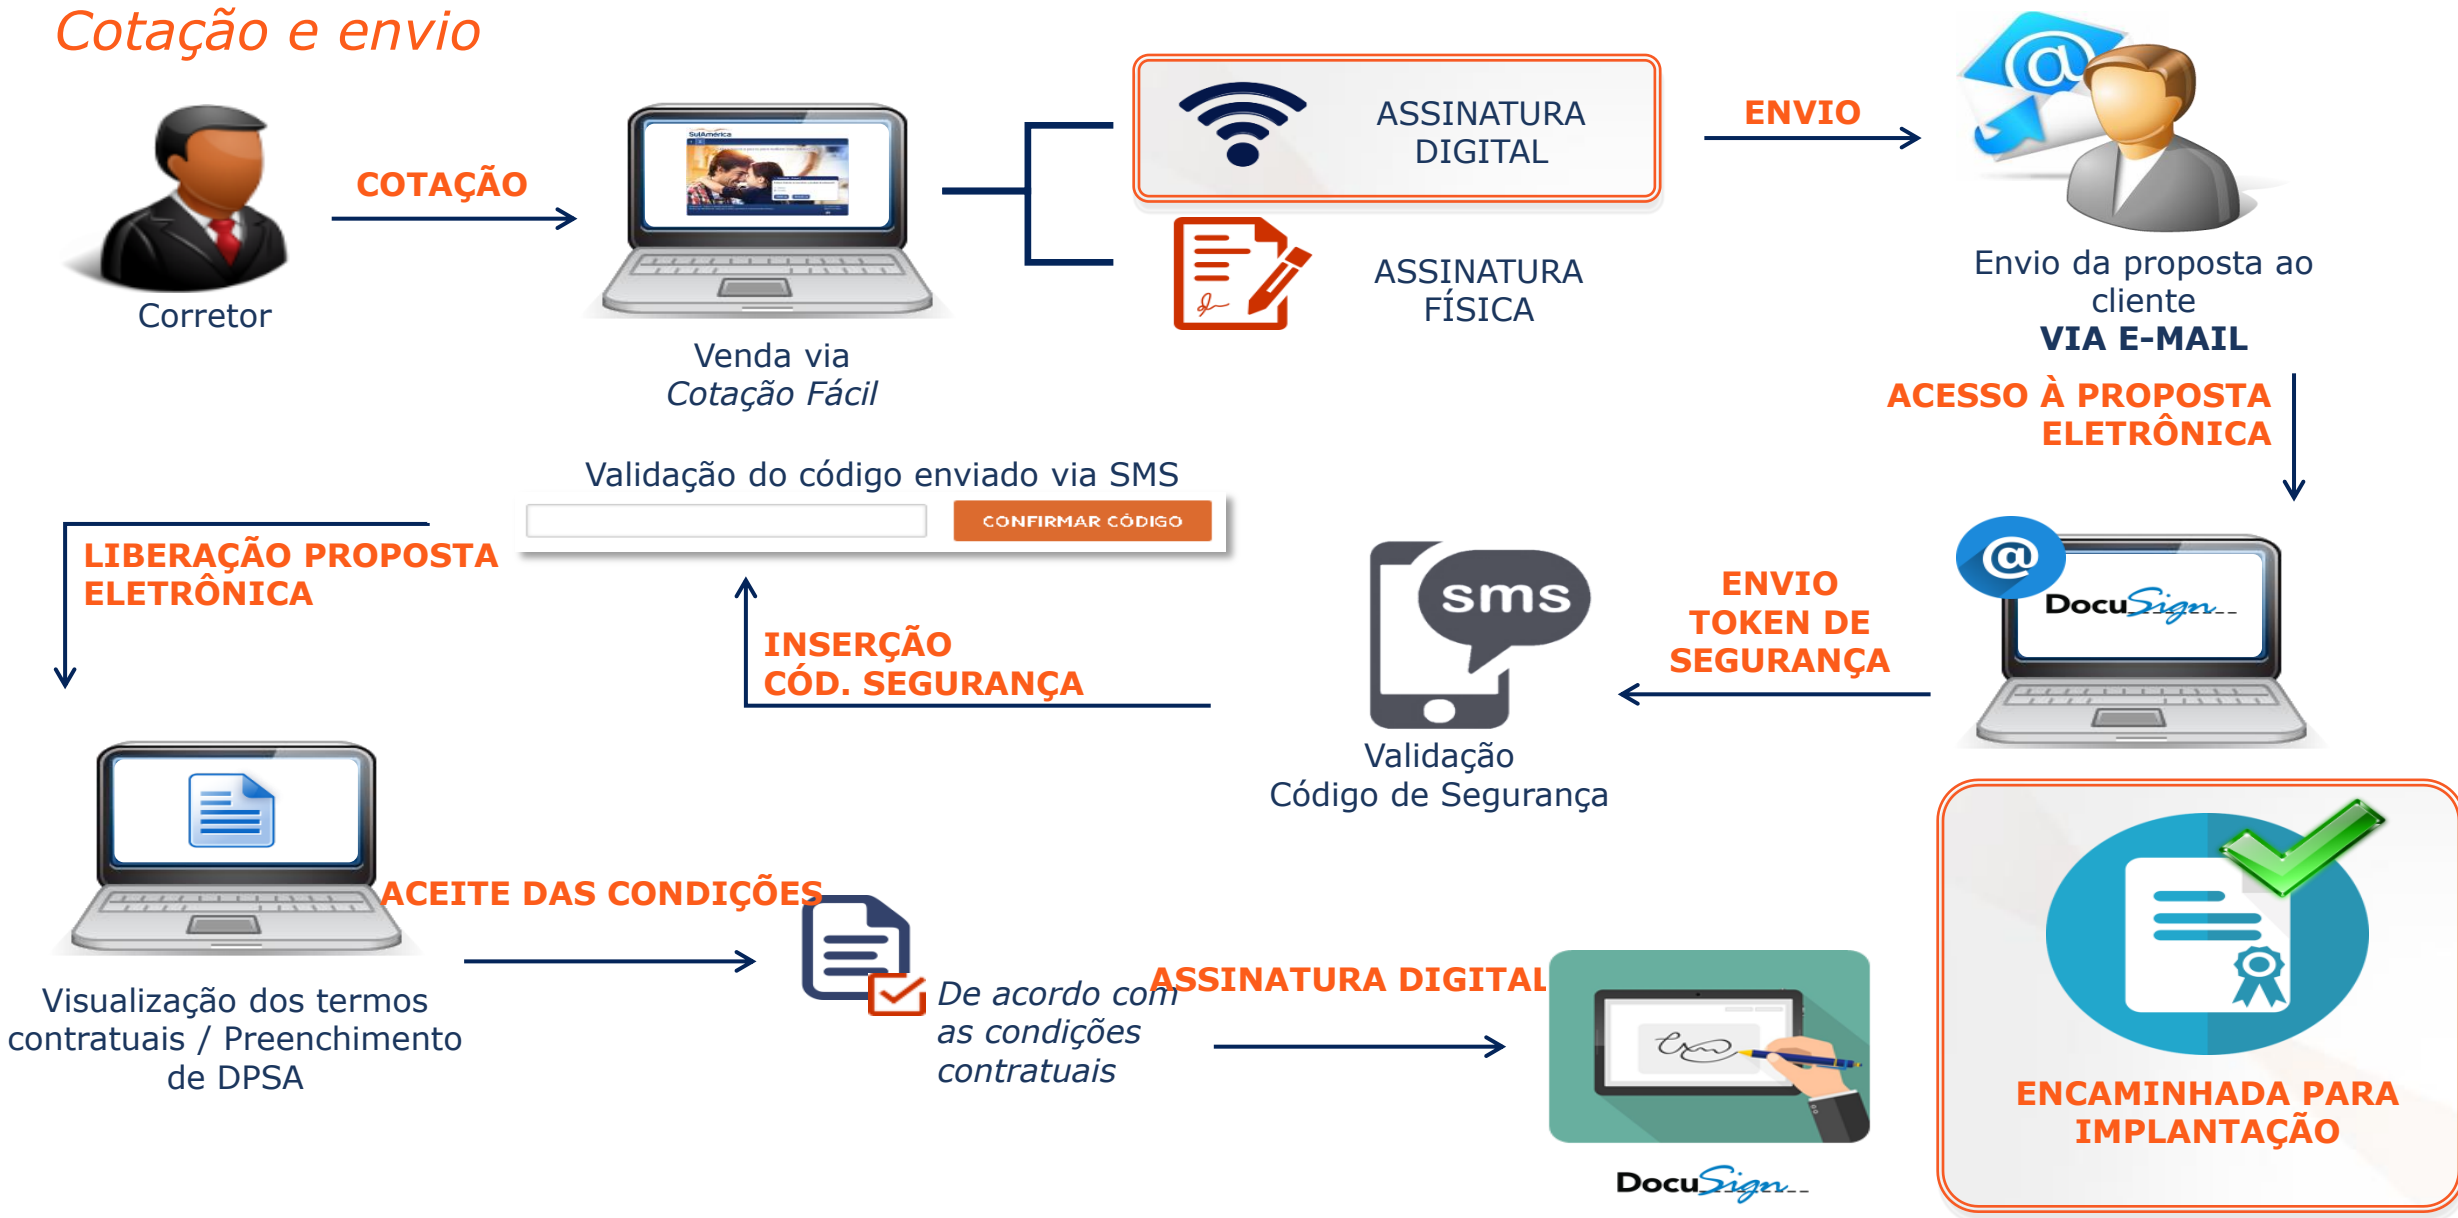 Cotação e envio
COTAÇÃO
Corretor
SulAmérica
Venda via
Cotação Fácil
ASSINATURA
DIGITAL
ASSINATURA
FÍSICA
ENVIO
Envio da proposta ao
cliente
VIA E-MAIL
ACESSO À PROPOSTA
ELETRÔNICA
DocuSign
ENVIO
TOKEN DE
SEGURANÇA
sms
Validação
Código de Segurança
INSERÇÃO
CÓD. SEGURANÇA
Validação do código enviado via SMS
CONFIRMAR CÓDIGO
LIBERAÇÃO PROPOSTA
ELETRÔNICA
Visualização dos termos
contratuais / Preenchimento
de DPSA
ACEITE DAS CONDIÇÕES
De acordo com
as condições
contratuais
ASSINATURA DIGITAL
DocuSign
ENCAMINHADA PARA
IMPLANTAÇÃO